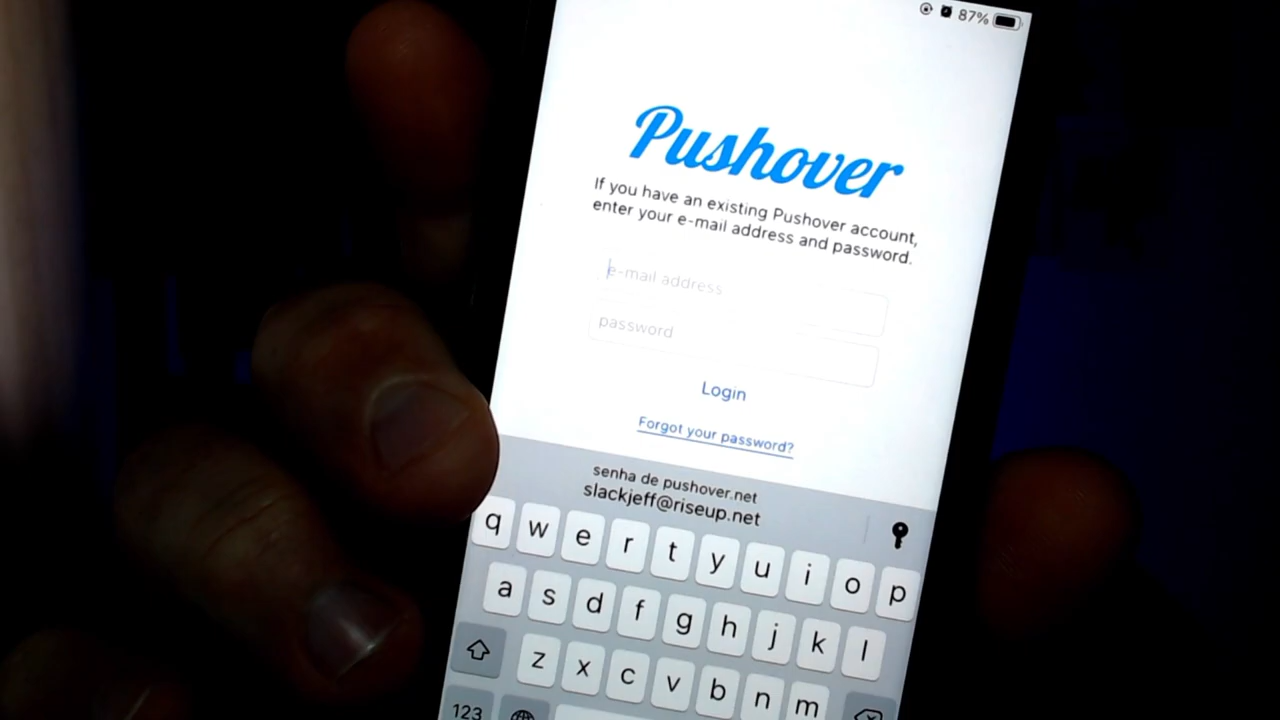 87%
Pushover
If you have an existing Pushover account,
enter your e-mail address and password.
e-mail address
password
Login
Forgot your password?
senha de pushover.net
slackjeff@riseup.net
q w e r t y u i o p
a s d f g h j k l
z x c v b n m
123